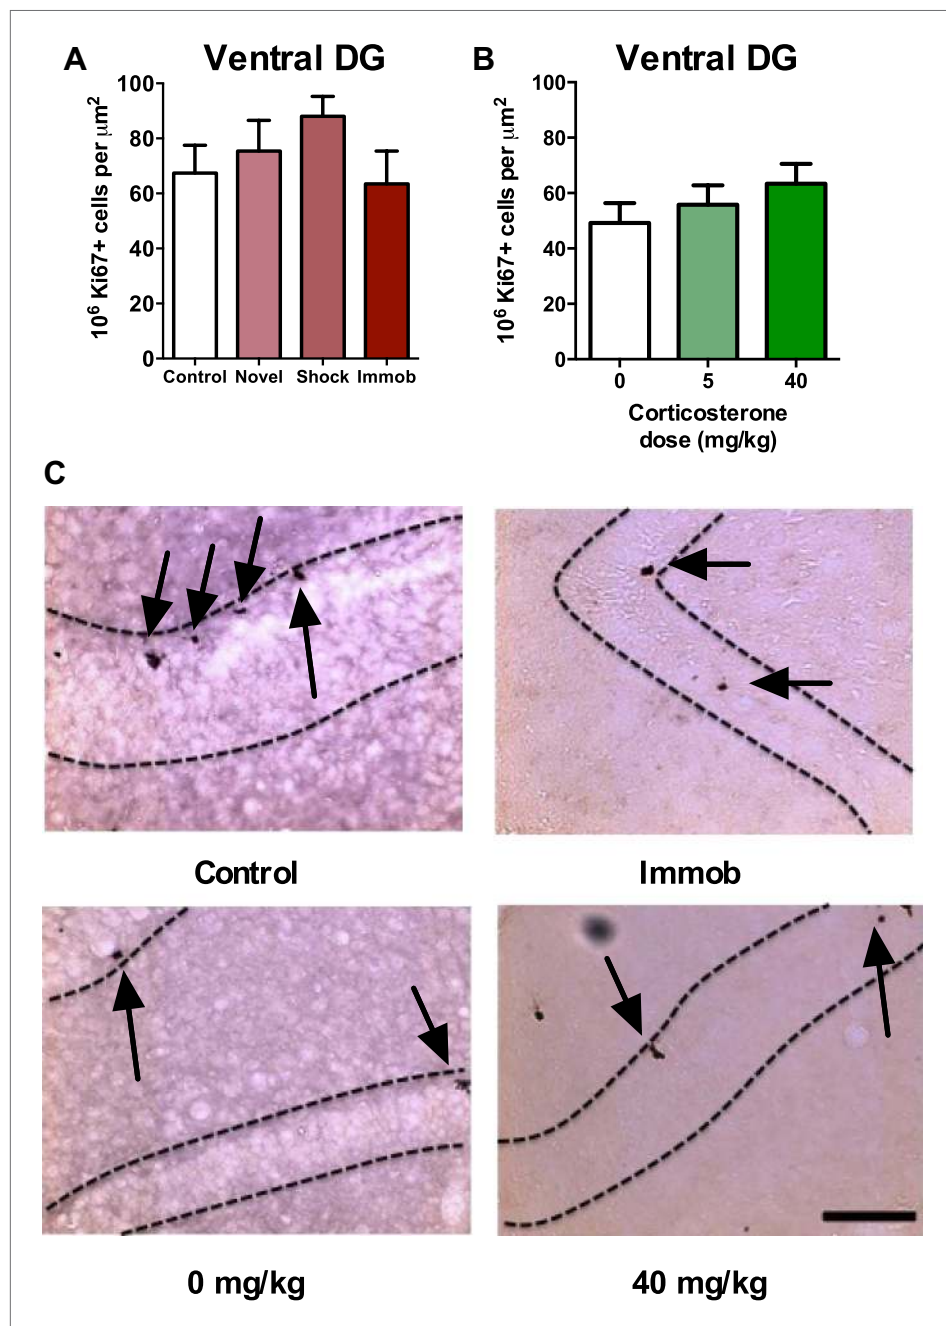 A
Ventral DG
10⁶ Ki67+ cells per μm²
100
80
60
40
20
0
Control Novel Shock Immob
B
Ventral DG
10⁶ Ki67+ cells per μm²
100
80
60
40
20
0
0 5 40
Corticosterone
dose (mg/kg)
C
Control
Immob
0 mg/kg
40 mg/kg